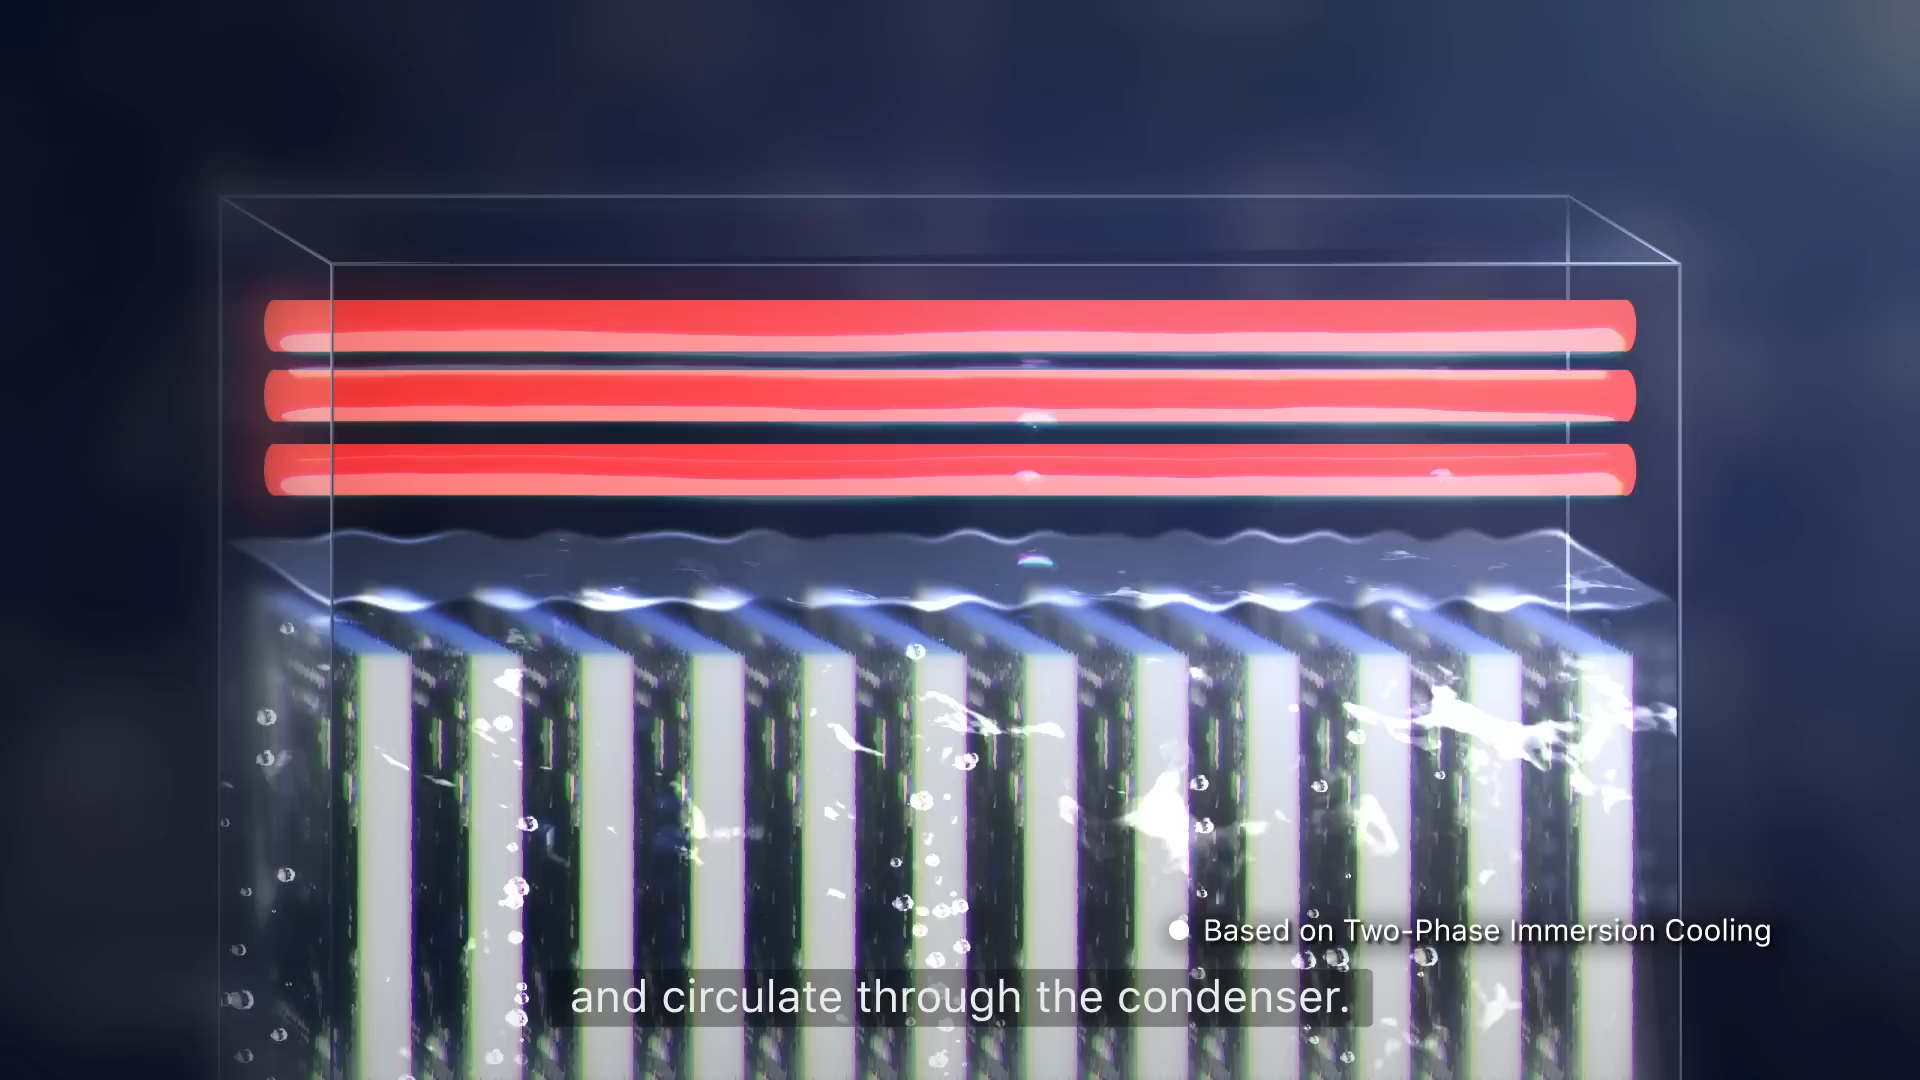 Based on Two-Phase Immersion Cooling
and circulate through the condenser.